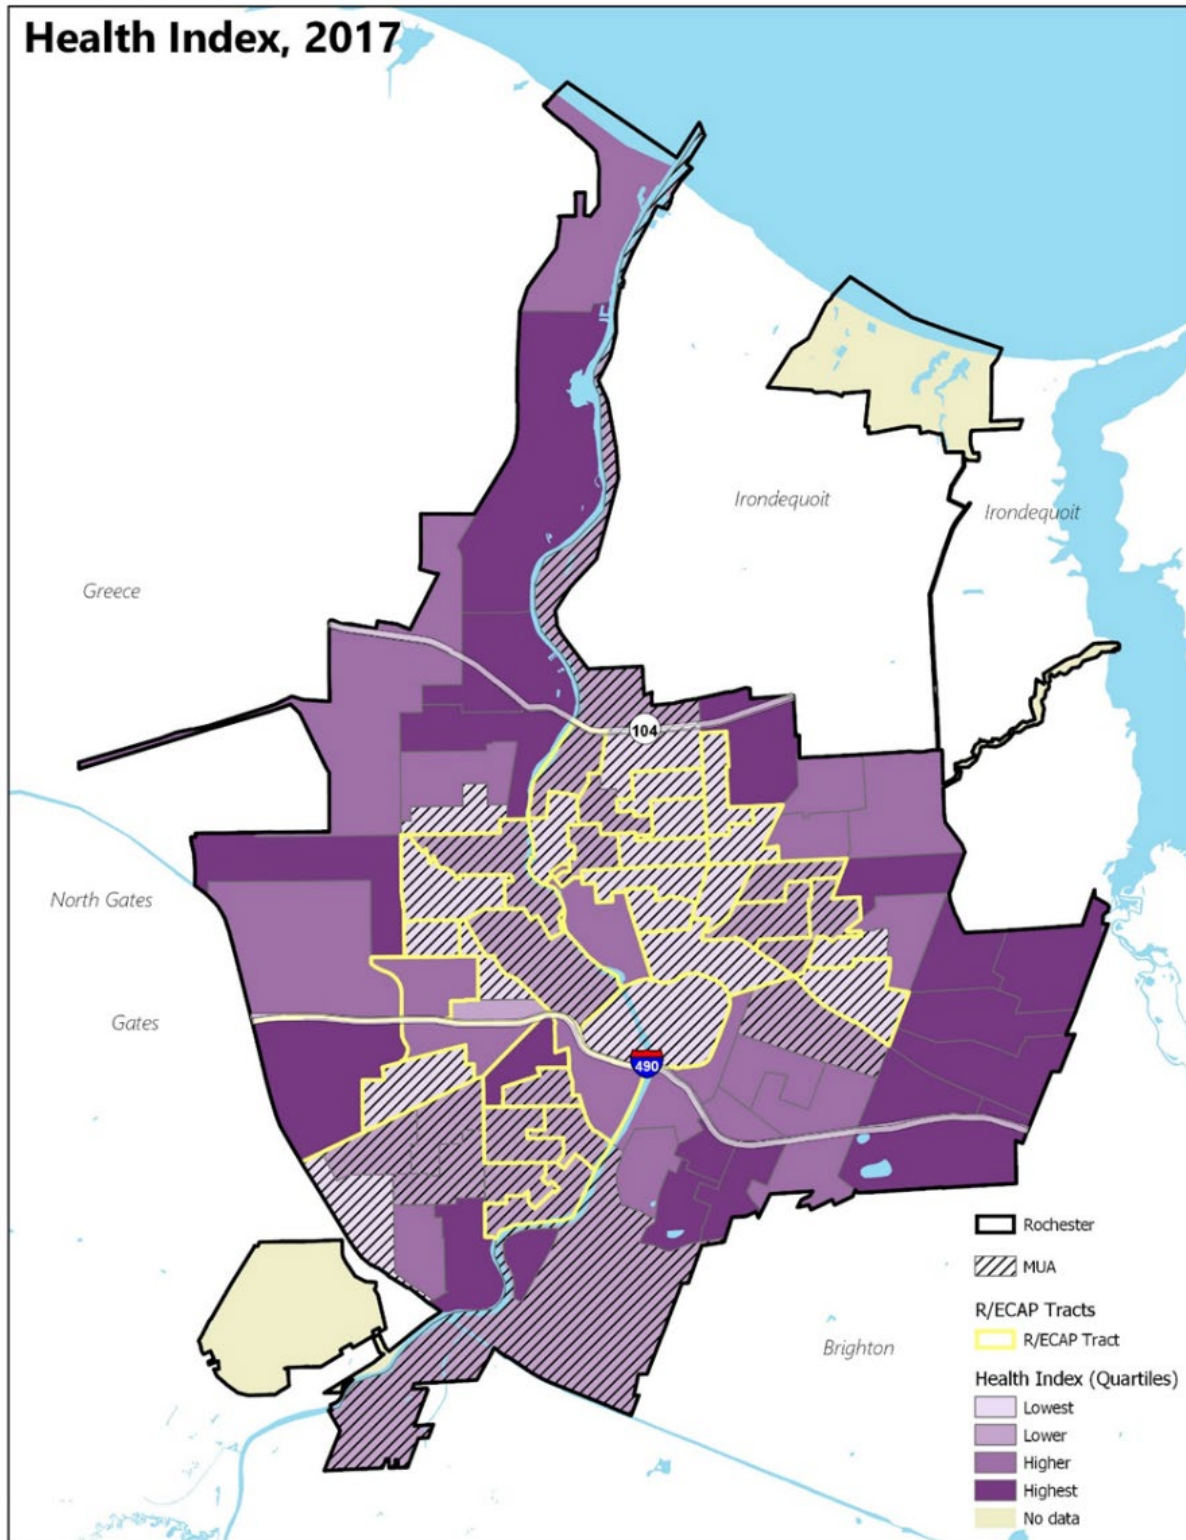 Health Index, 2017
Irondequoit
Irondequoit
Greece
104
North Gates
Gates
490
Rochester
MUA
R/ECAP Tracts
R/ECAP Tract
Brighton
Health Index (Quartiles)
Lowest
Lower
Higher
Highest
No data